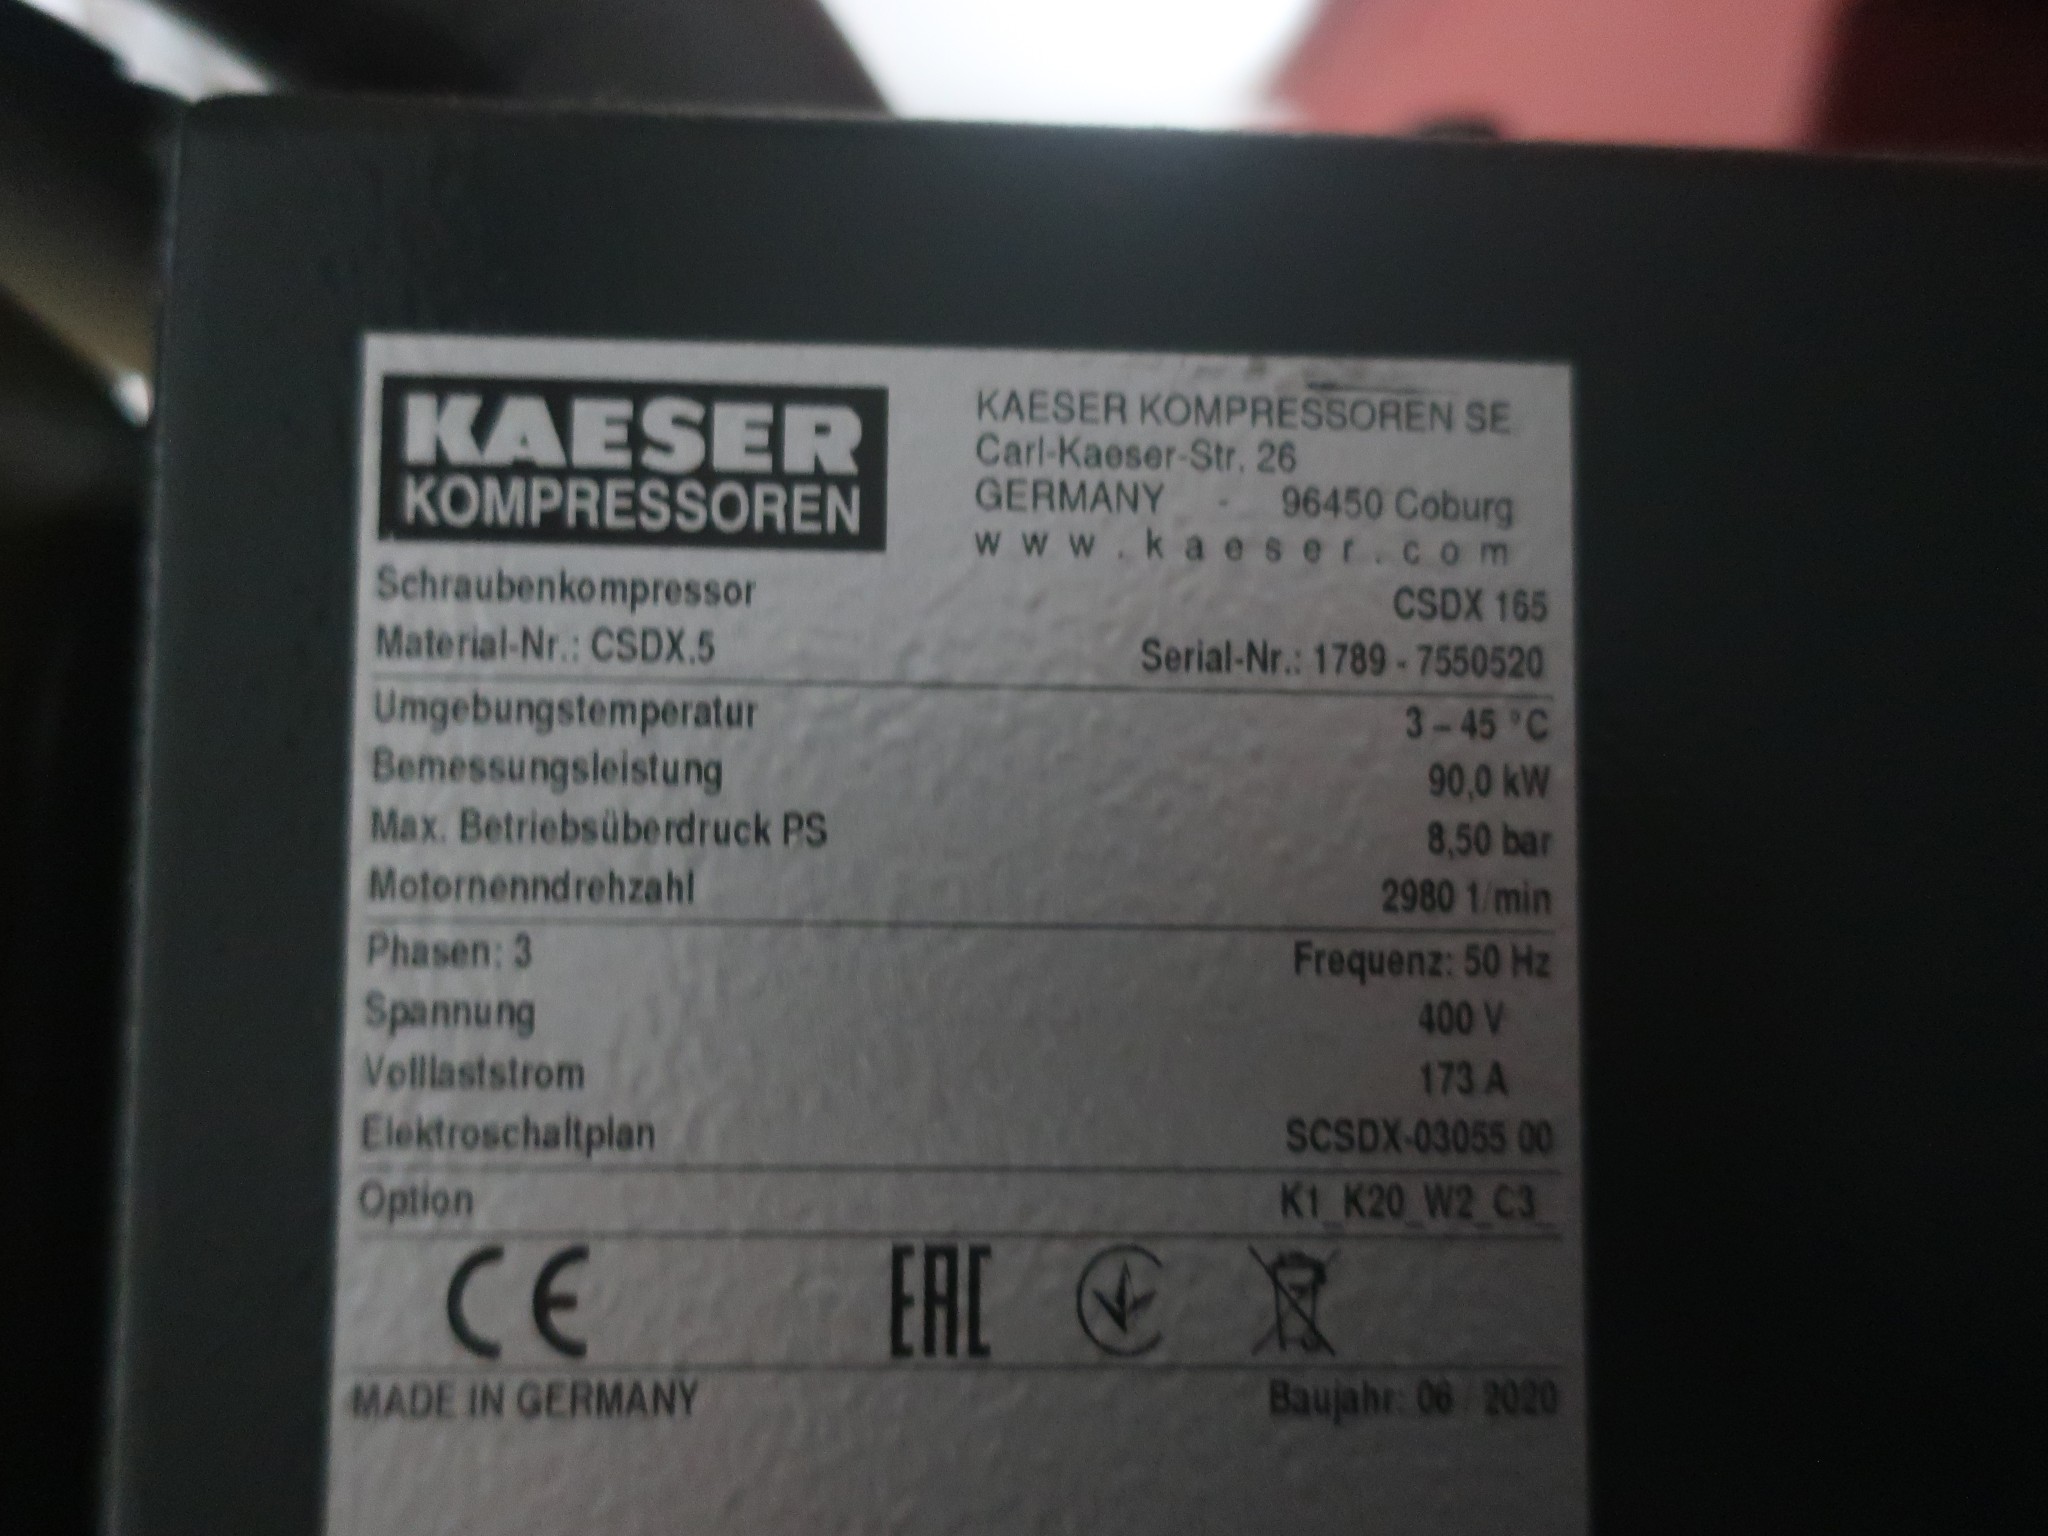 KAESER
KOMPRESSOREN
KAESER KOMPRESSOREN SE
Carl-Kaeser-Str. 26
GERMANY - 96450 Coburg
www.kaeser.com
Schraubenkompressor CSDX 165
Material-Nr.: CSDX.5 Serial-Nr.: 1789 - 7550520
Umgebungstemperatur 3 – 45 °C
Bemessungsleistung 90,0 kW
Max. Betriebsüberdruck PS 8,50 bar
Motornenndrehzahl 2980 1/min
Phasen: 3 Frequenz: 50 Hz
Spannung 400 V
Volllaststrom 173 A
Elektroschaltplan SCSDX-03055 00
Option K1_K20_W2_C3_
CE EAC
MADE IN GERMANY Baujahr: 06 / 2020